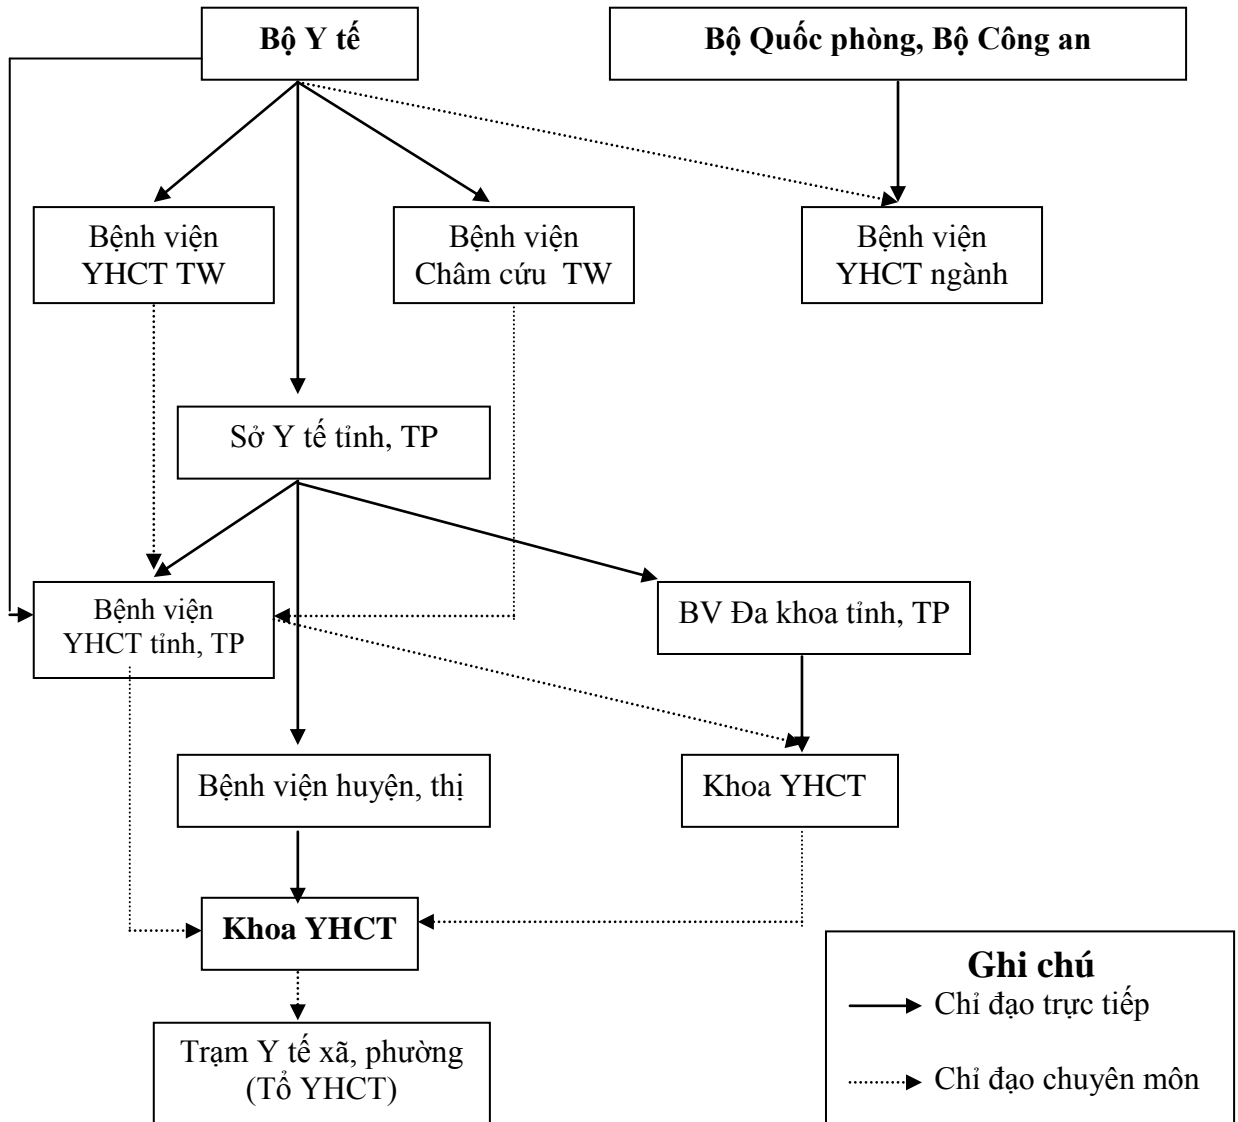 Bộ Y tế
Bộ Quốc phòng, Bộ Công an
Bệnh viện
YHCT TW
Bệnh viện
Châm cứu  TW
Bệnh viện
YHCT ngành
Sở Y tế tỉnh, TP
Bệnh viện
YHCT tỉnh, TP
BV Đa khoa tỉnh, TP
Bệnh viện huyện, thị
Khoa YHCT
Khoa YHCT
Trạm Y tế xã, phường
(Tổ YHCT)
Ghi chú
Chỉ đạo trực tiếp
Chỉ đạo chuyên môn